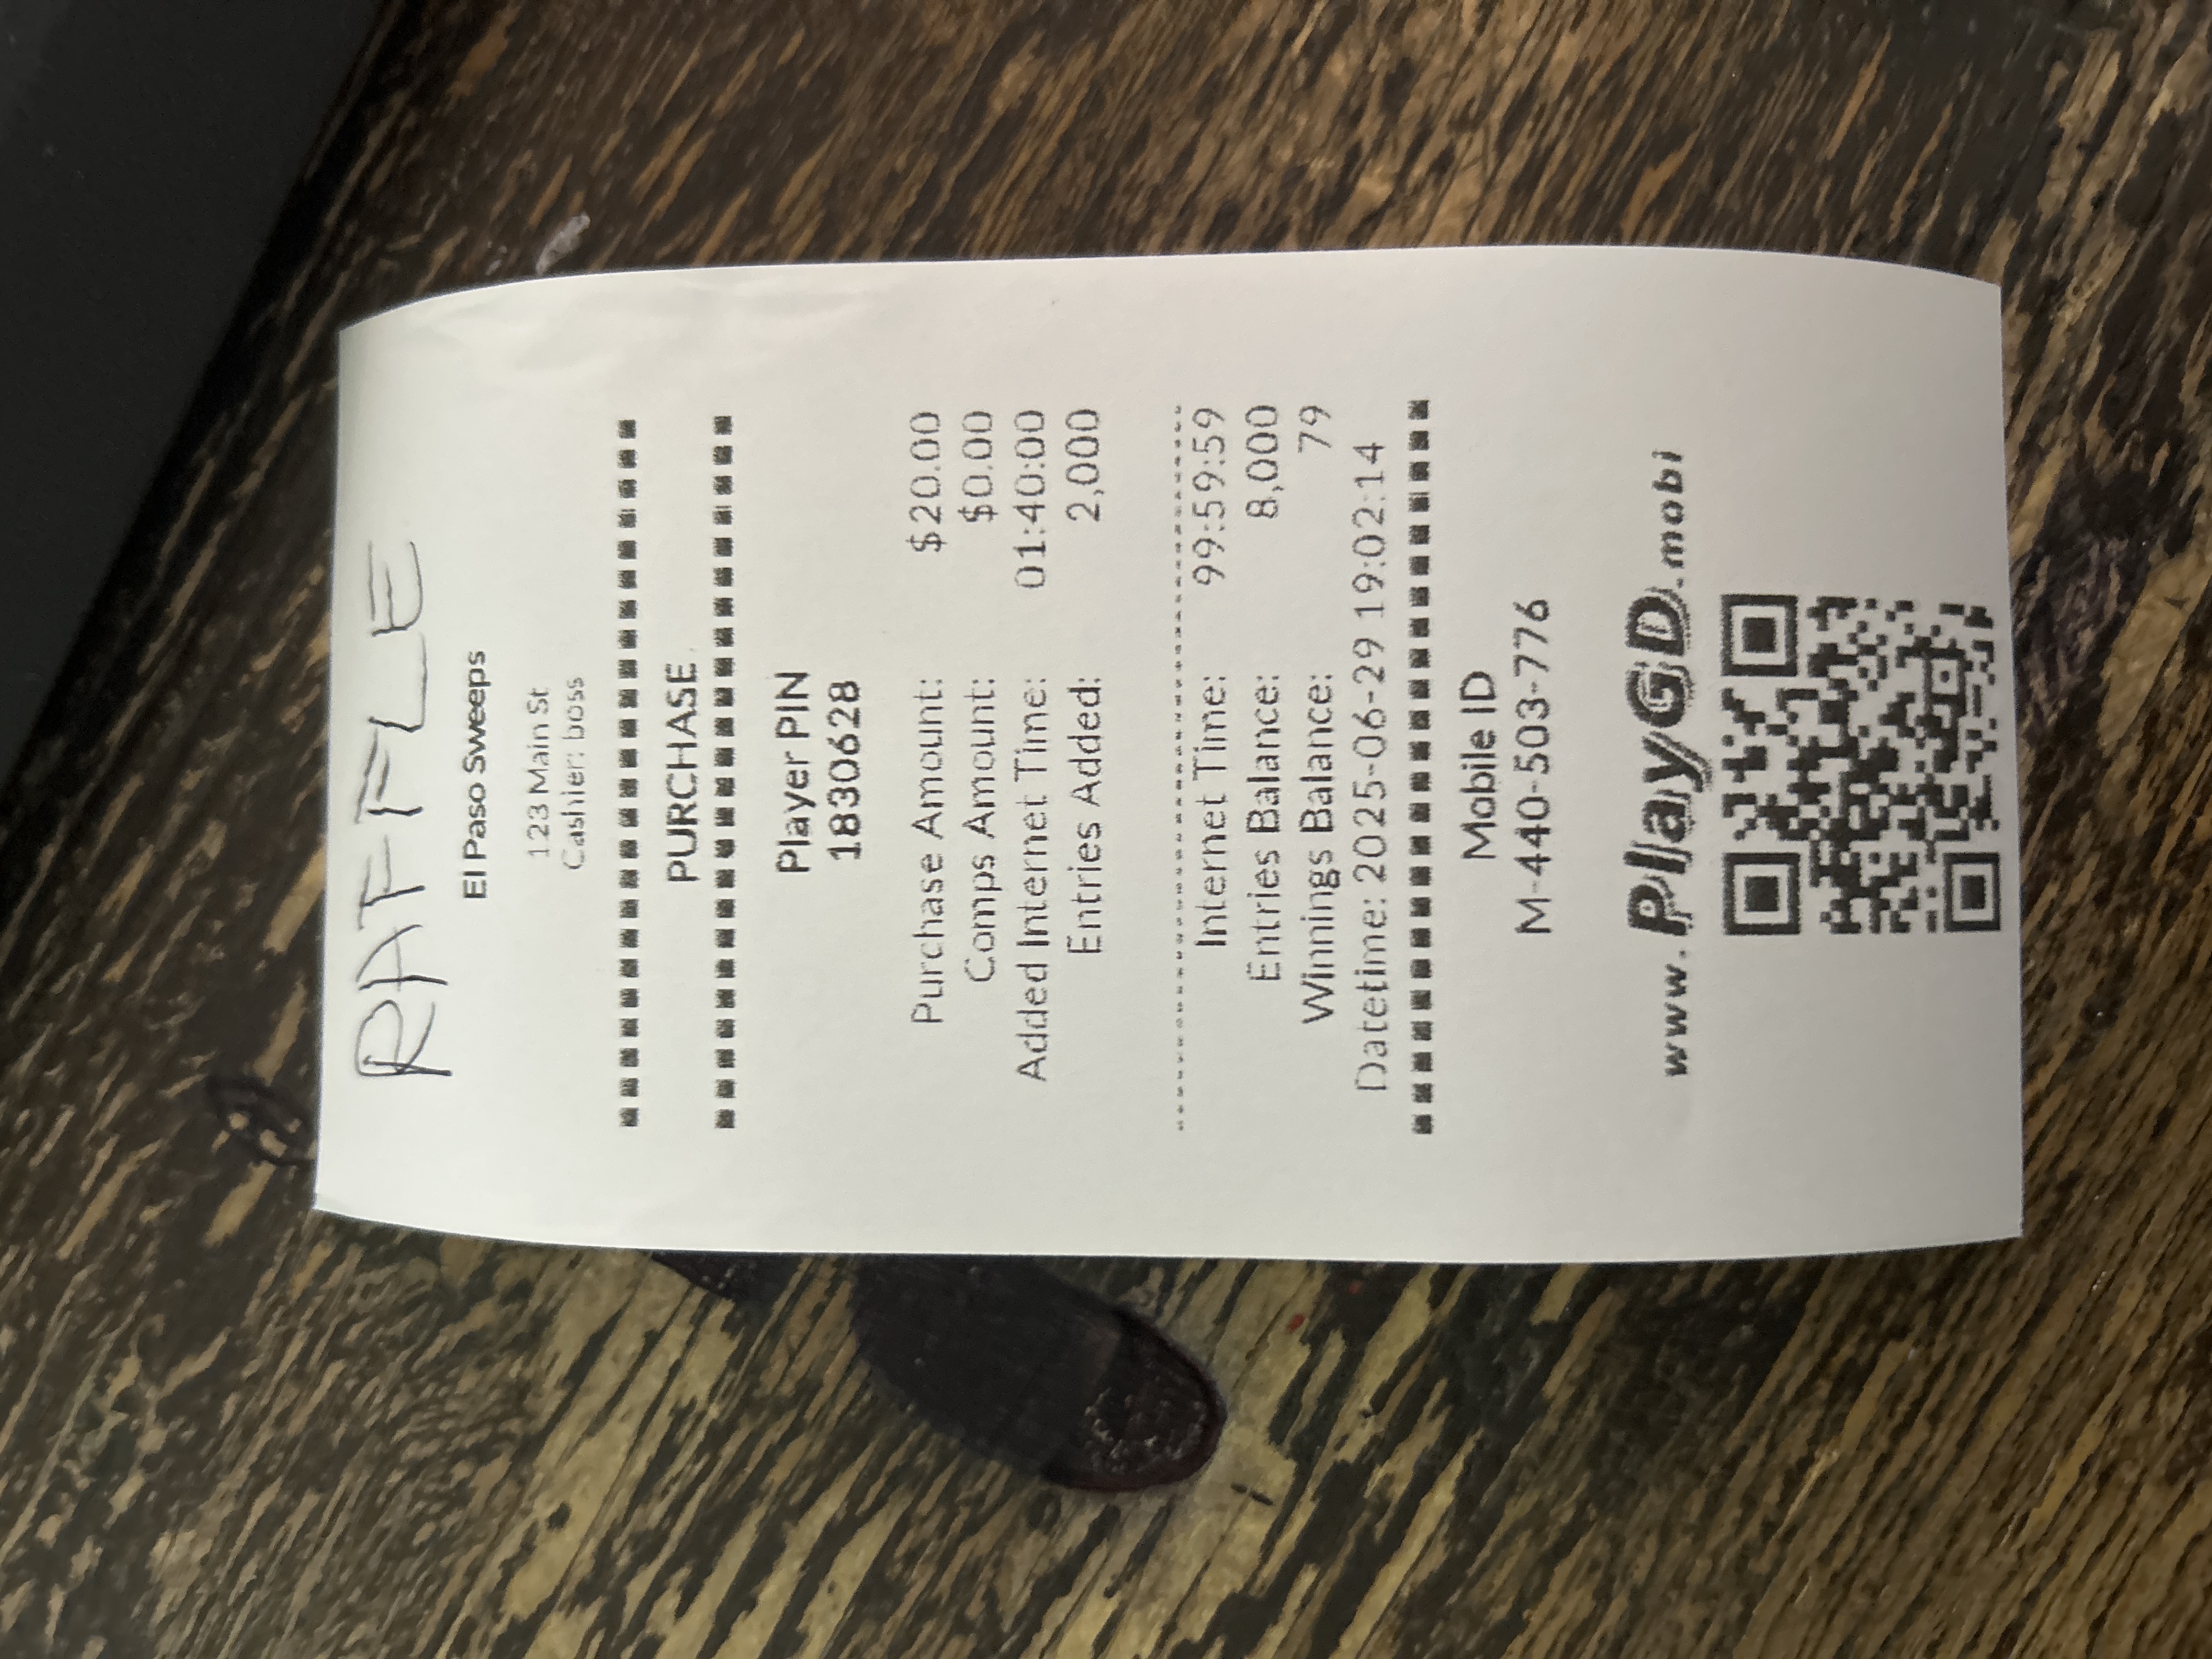 RAFFLE
El Paso Sweeps
123 Main St
Cashier: boss
PURCHASE
Player PIN
1830628
Purchase Amount: $20.00
Comps Amount: $0.00
Added Internet Time: 01:40:00
Entries Added: 2,000
Internet Time: 99:59:59
Entries Balance: 8,000
Winnings Balance: 79
Datetime: 2025-06-29 19:02:14
Mobile ID
M-440-503-776
www.PlayGD.mobi